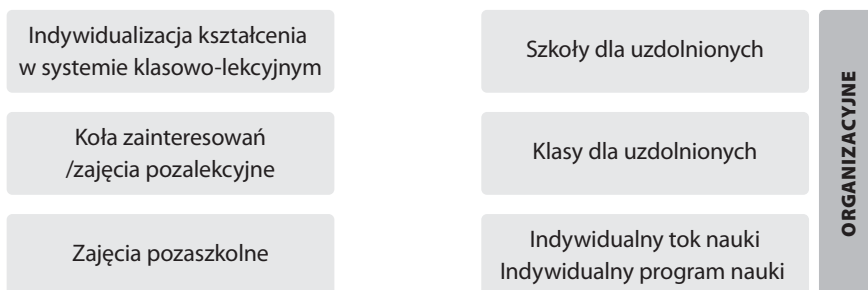 Indywidualizacja kształcenia
w systemie klasowo-lekcyjnym
Szkoły dla uzdolnionych
Koła zainteresowań
/zajęcia pozalekcyjne
Klasy dla uzdolnionych
Zajęcia pozaszkolne
Indywidualny tok nauki
Indywidualny program nauki
ORGANIZACYJNE